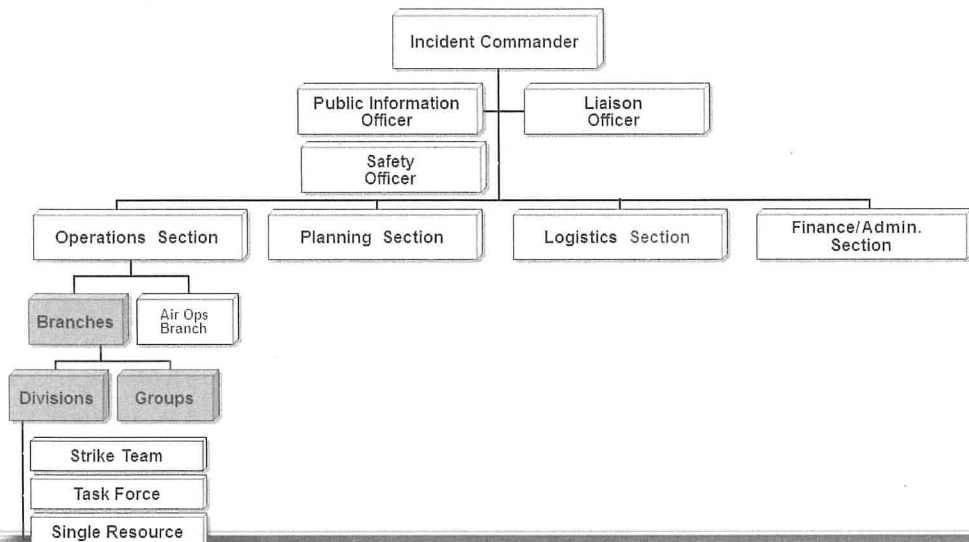 Incident Commander
Public Information
Officer
Liaison
Officer
Safety
Officer
Operations Section
Planning Section
Logistics Section
Finance/Admin.
Section
Branches
Air Ops
Branch
Divisions
Groups
Strike Team
Task Force
Single Resource